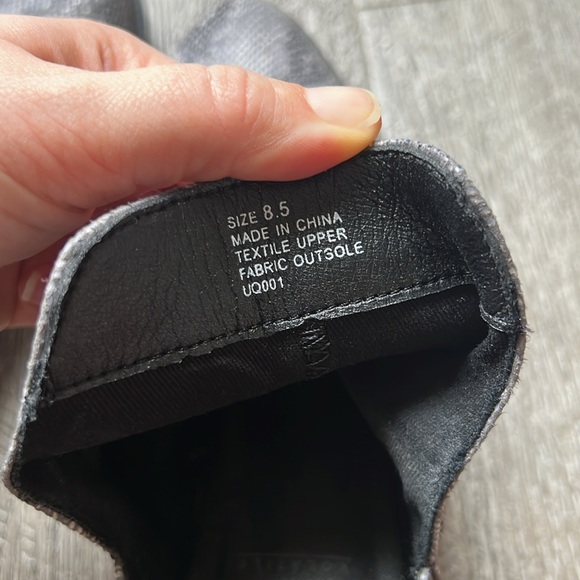 SIZE 8.5
MADE IN CHINA
TEXTILE UPPER
FABRIC OUTSOLE
UQ001